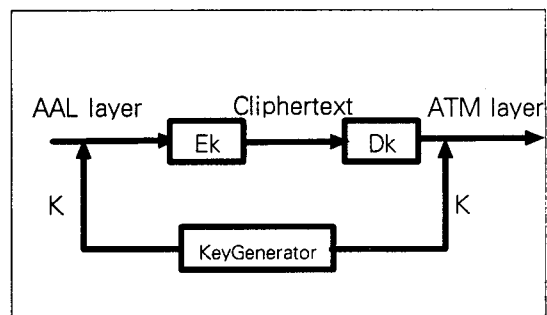 AAL layer
Cliphertext
ATM layer
Ek
Dk
K
K
KeyGenerator